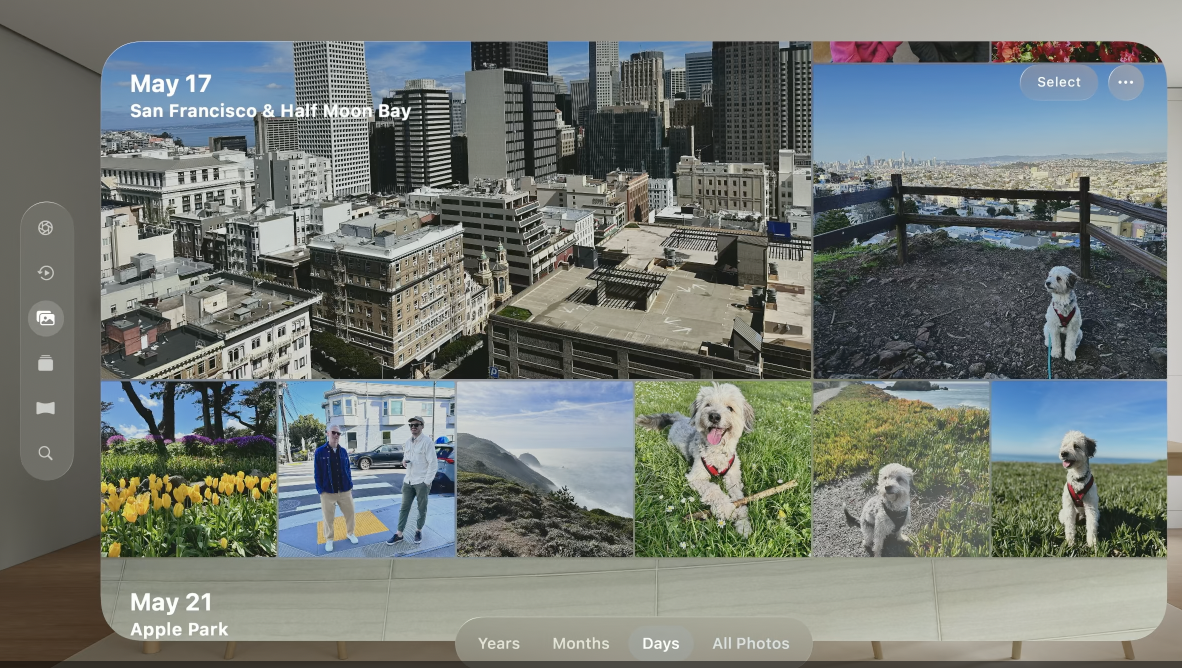 May 17
San Francisco & Half Moon Bay
Select
May 21
Apple Park
Years
Months
Days
All Photos